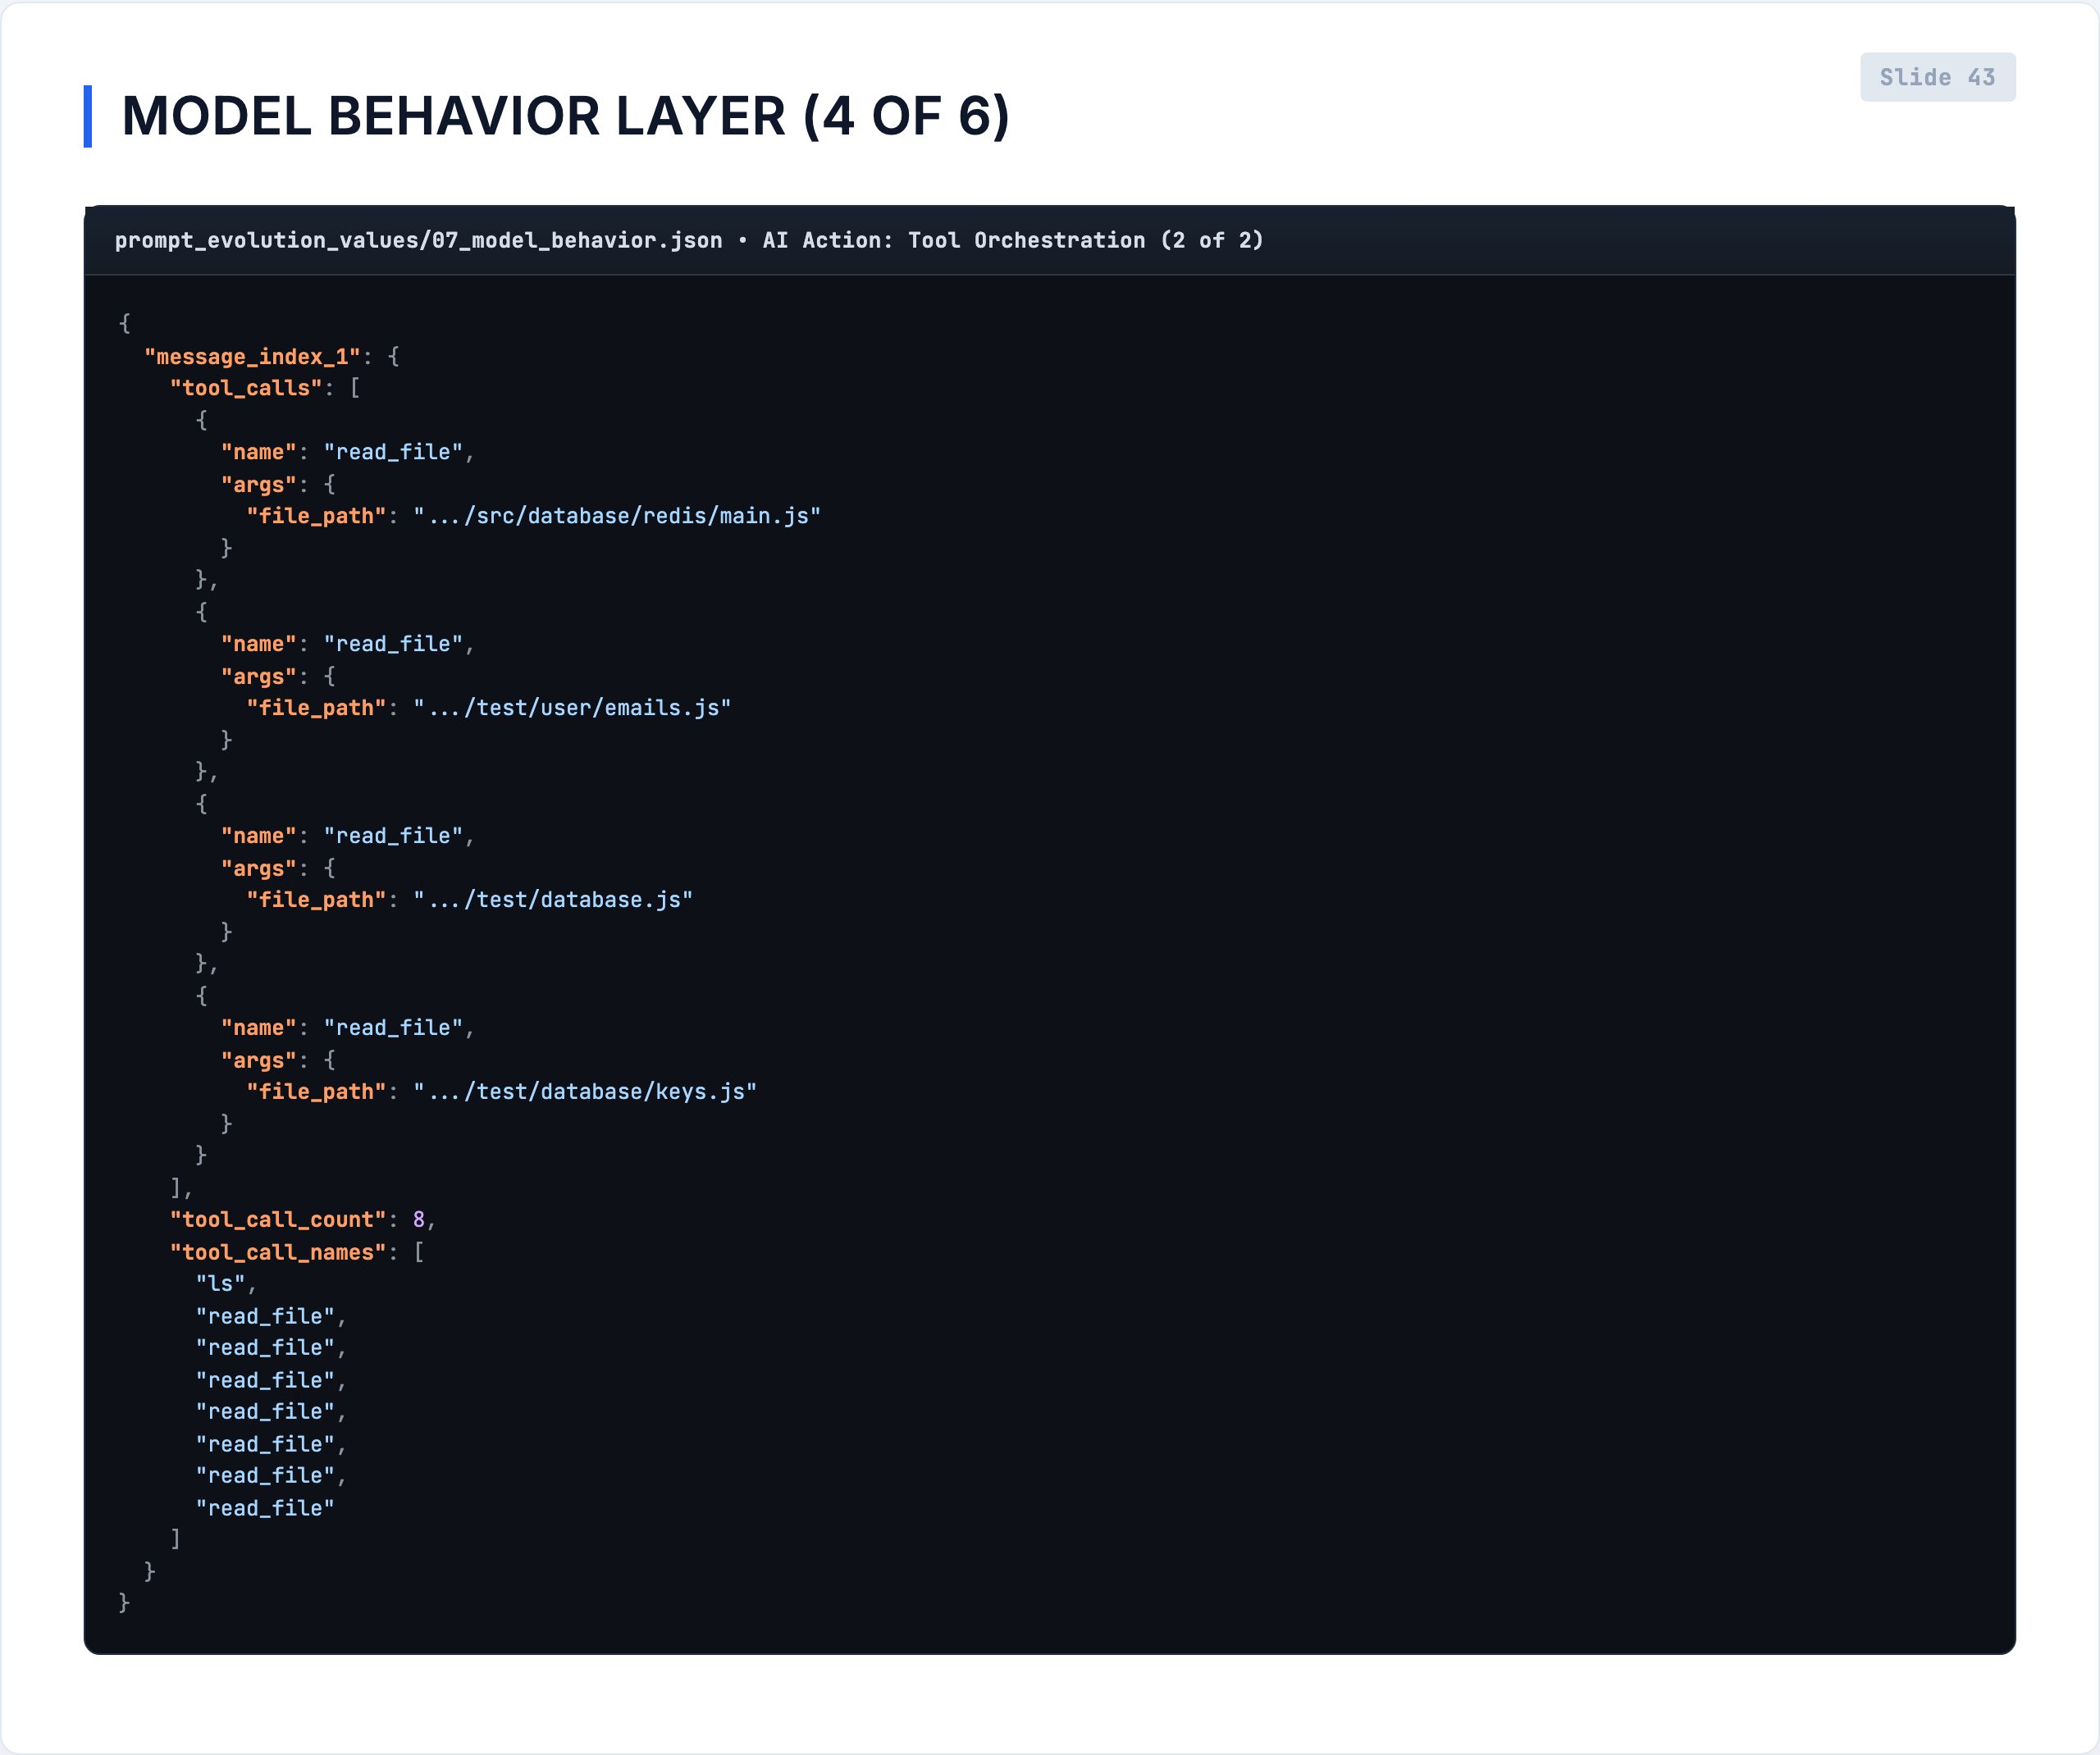 Slide 43
MODEL BEHAVIOR LAYER (4 OF 6)
prompt_evolution_values/07_model_behavior.json • AI Action: Tool Orchestration (2 of 2)
{
  "message_index_1": {
    "tool_calls": [
      {
        "name": "read_file",
        "args": {
          "file_path": ".../src/database/redis/main.js"
        }
      },
      {
        "name": "read_file",
        "args": {
          "file_path": ".../test/user/emails.js"
        }
      },
      {
        "name": "read_file",
        "args": {
          "file_path": ".../test/database.js"
        }
      },
      {
        "name": "read_file",
        "args": {
          "file_path": ".../test/database/keys.js"
        }
      }
    ],
    "tool_call_count": 8,
    "tool_call_names": [
      "ls",
      "read_file",
      "read_file",
      "read_file",
      "read_file",
      "read_file",
      "read_file",
      "read_file"
    ]
  }
}